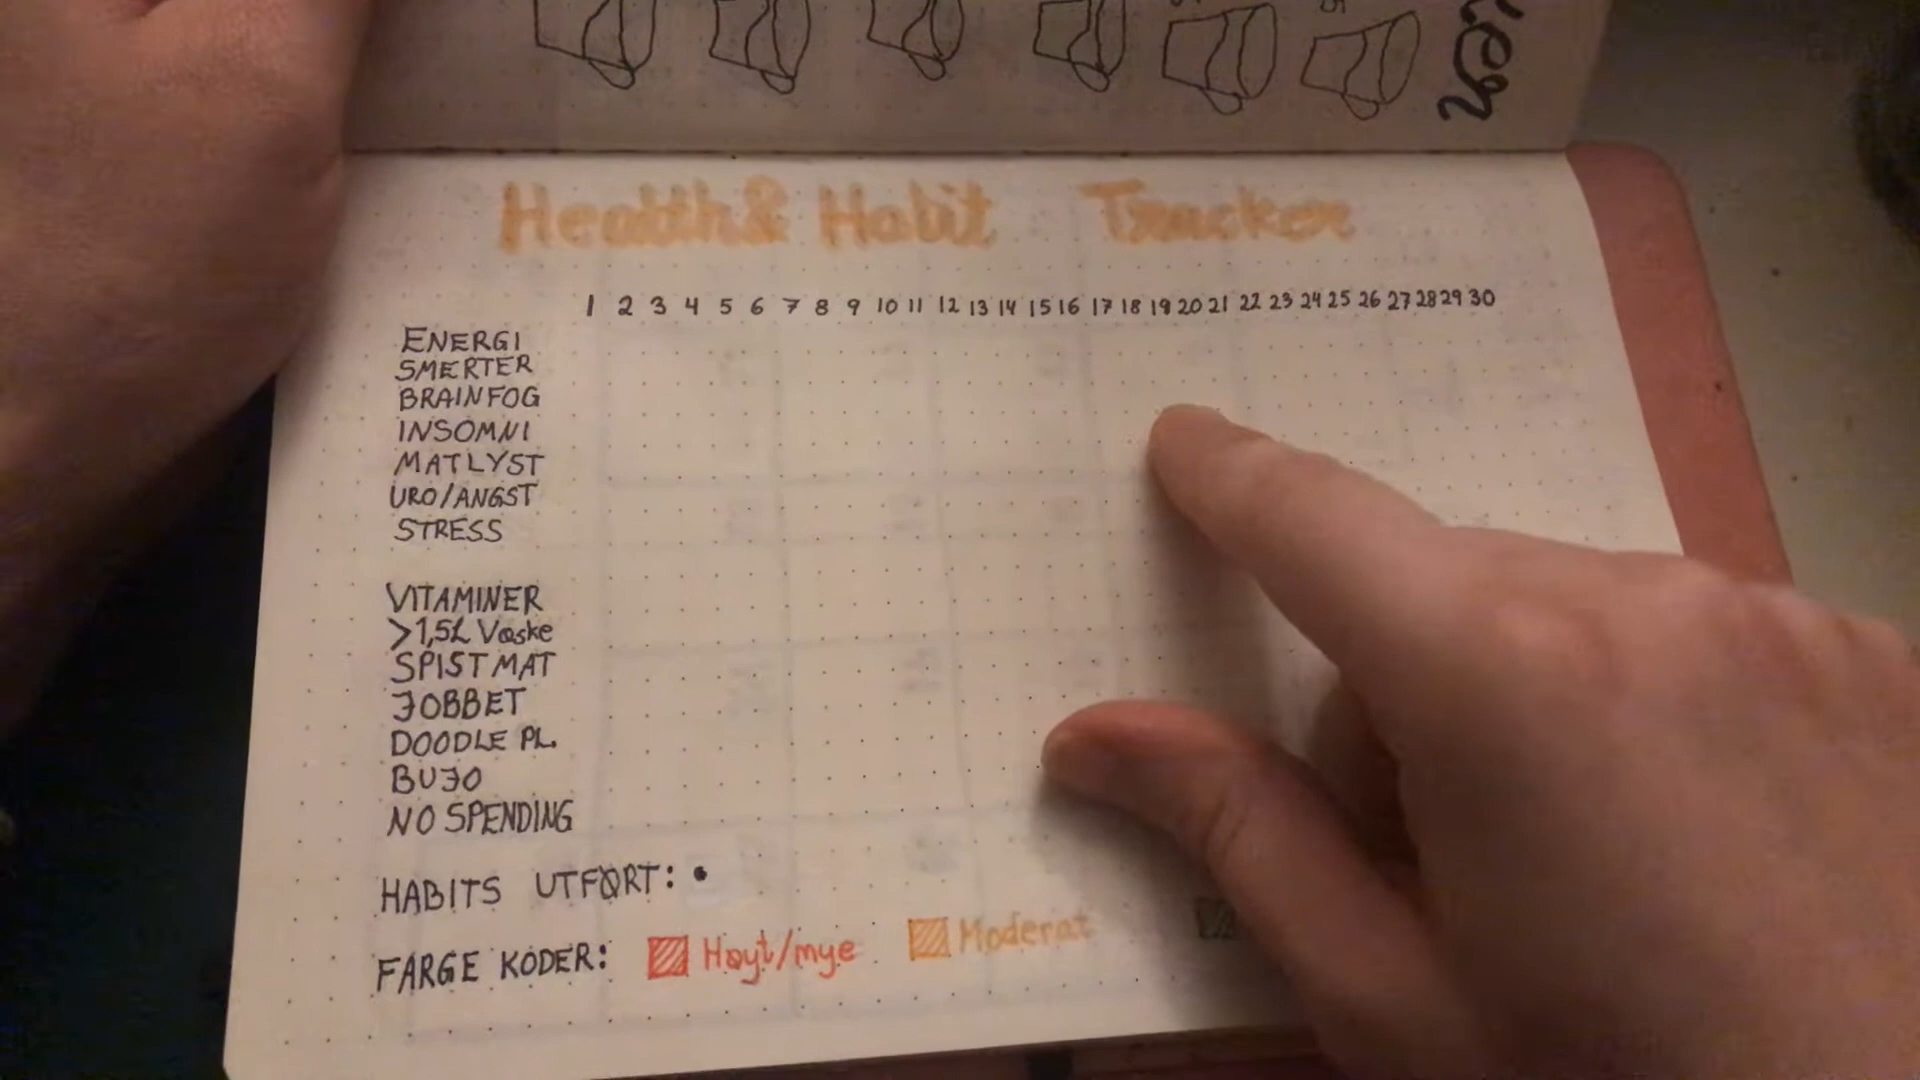 Health & Habit Tracker
1 2 3 4 5 6 7 8 9 10 11 12 13 14 15 16 17 18 19 20 21 22 23 24 25 26 27 28 29 30
ENERGI
SMERTER
BRAINFOG
INSOMNI
MATLYST
URO/ANGST
STRESS
VITAMINER
>1,5L Væske
SPIST MAT
JOBBET
DOODLE PL.
BUJO
NO SPENDING
HABITS UTFØRT: •
FARGE KODER: Høyt/mye Moderat